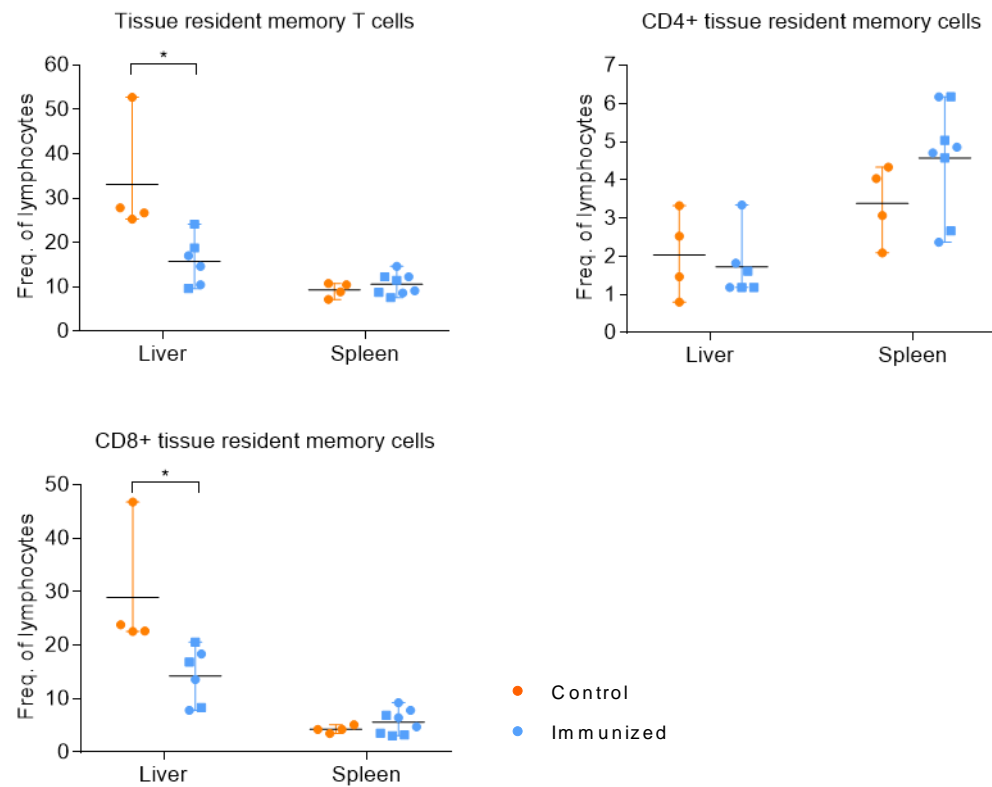 Tissue resident memory T cells
*
60
50
40
30
20
10
0
Freq. of lymphocytes
Liver
Spleen
CD4+ tissue resident memory cells
7
6
5
4
3
2
1
0
Freq. of lymphocytes
Liver
Spleen
CD8+ tissue resident memory cells
*
50
40
30
20
10
0
Freq. of lymphocytes
Liver
Spleen
Control
Immunized